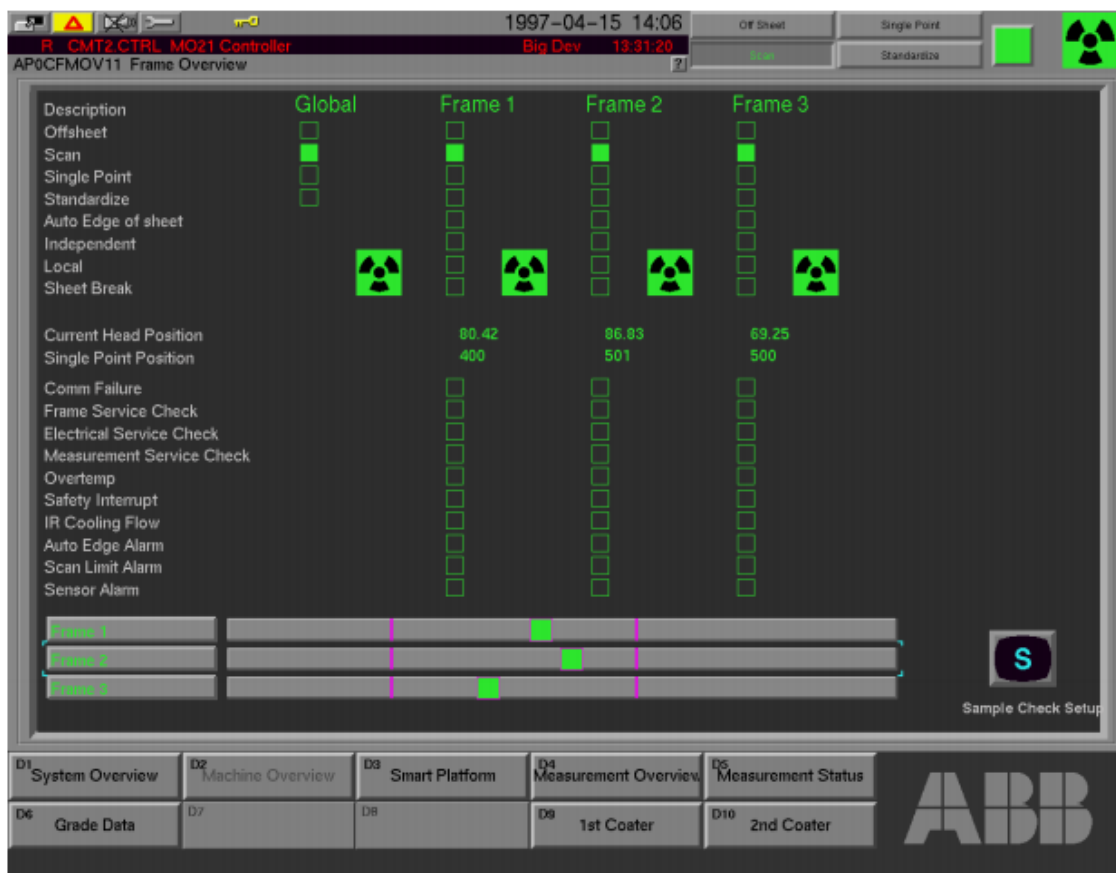 1997-04-15 14:06
Off Sheet
Single Point
R CMT2.CTRL MO21 Controller Big Dev 13:31:20
Scan
Standardize
AP0CFMOV11 Frame Overview ?
Description Global Frame 1 Frame 2 Frame 3
Offsheet
Scan
Single Point
Standardize
Auto Edge of sheet
Independent
Local
Sheet Break
Current Head Position 80.42 86.83 69.25
Single Point Position 400 501 500
Comm Failure
Frame Service Check
Electrical Service Check
Measurement Service Check
Overtemp
Safety Interrupt
IR Cooling Flow
Auto Edge Alarm
Scan Limit Alarm
Sensor Alarm
Frame 1
Frame 2
Frame 3
S
Sample Check Setup
D1 System Overview
D2 Machine Overview
D3 Smart Platform
D4 Measurement Overview
D5 Measurement Status
D6 Grade Data
D7
D8
D9 1st Coater
D10 2nd Coater
ABB